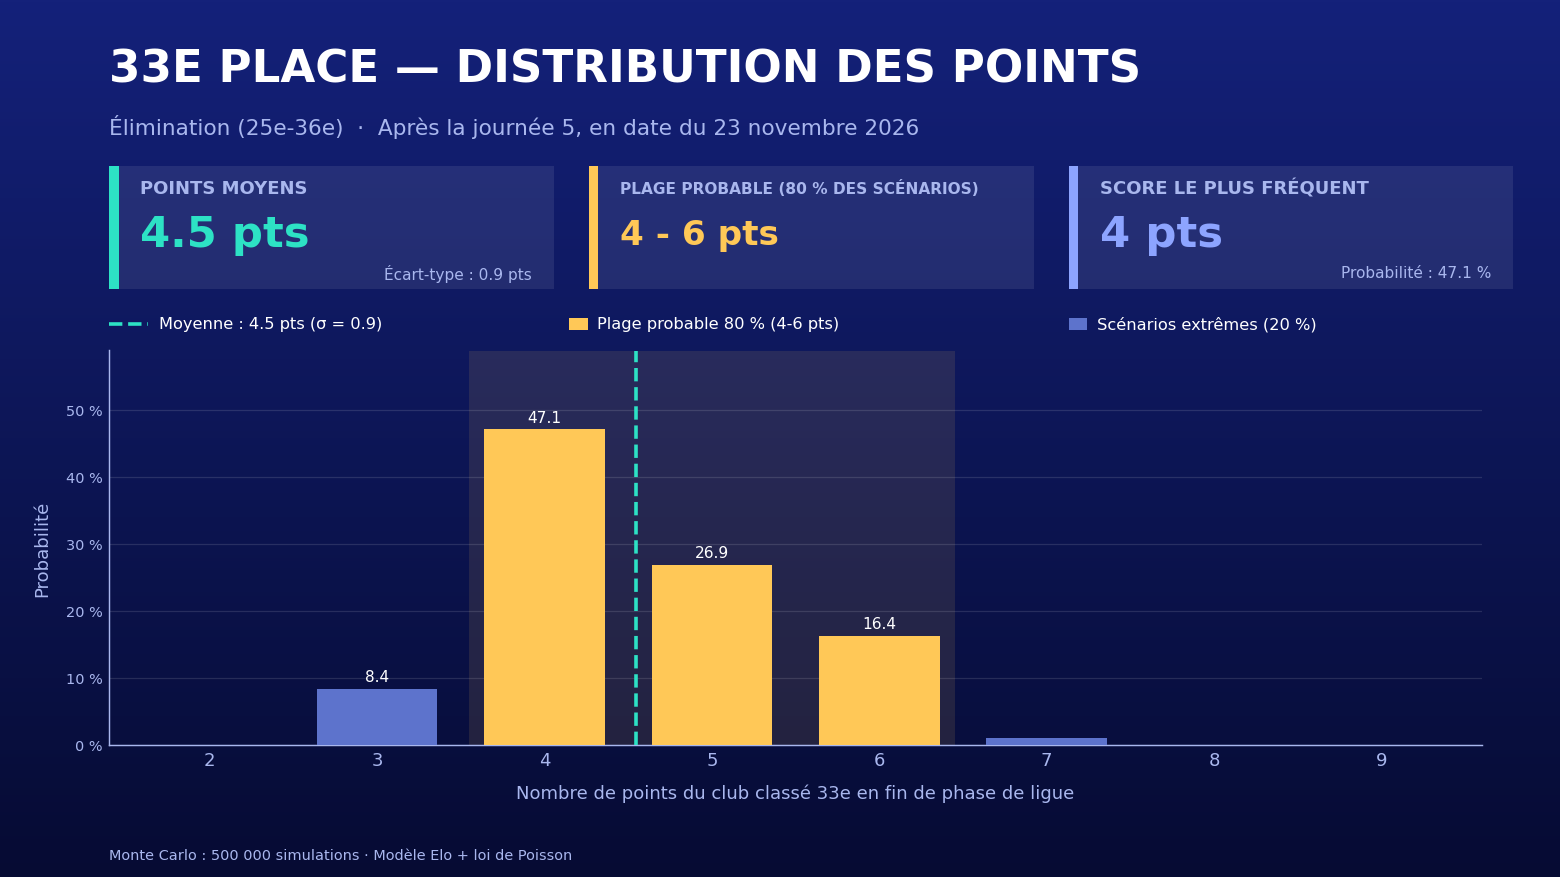 33E PLACE — DISTRIBUTION DES POINTS
Élimination (25e-36e)  ·  Après la journée 5, en date du 23 novembre 2026
POINTS MOYENS
4.5 pts
Écart-type : 0.9 pts
PLAGE PROBABLE (80 % DES SCÉNARIOS)
4 - 6 pts
SCORE LE PLUS FRÉQUENT
4 pts
Probabilité : 47.1 %
Moyenne : 4.5 pts (σ = 0.9)
Plage probable 80 % (4-6 pts)
Scénarios extrêmes (20 %)
Probabilité
50 %
40 %
30 %
20 %
10 %
0 %
8.4
47.1
26.9
16.4
2 3 4 5 6 7 8 9
Nombre de points du club classé 33e en fin de phase de ligue
Monte Carlo : 500 000 simulations · Modèle Elo + loi de Poisson